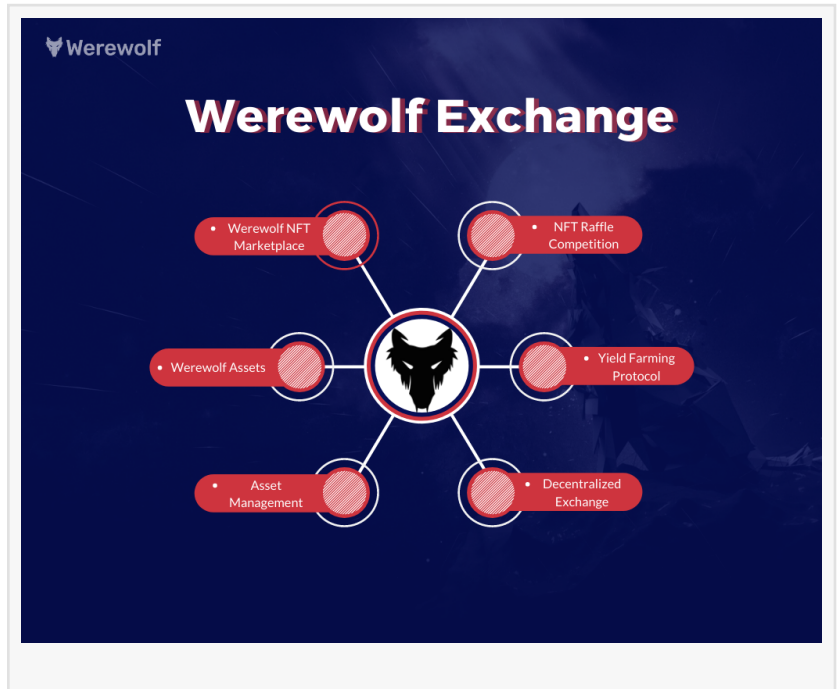 Werewolf
Werewolf Exchange
• Werewolf NFT
Marketplace
• NFT Raffle
Competition
• Werewolf Assets
• Yield Farming
Protocol
• Asset
Management
• Decentralized
Exchange